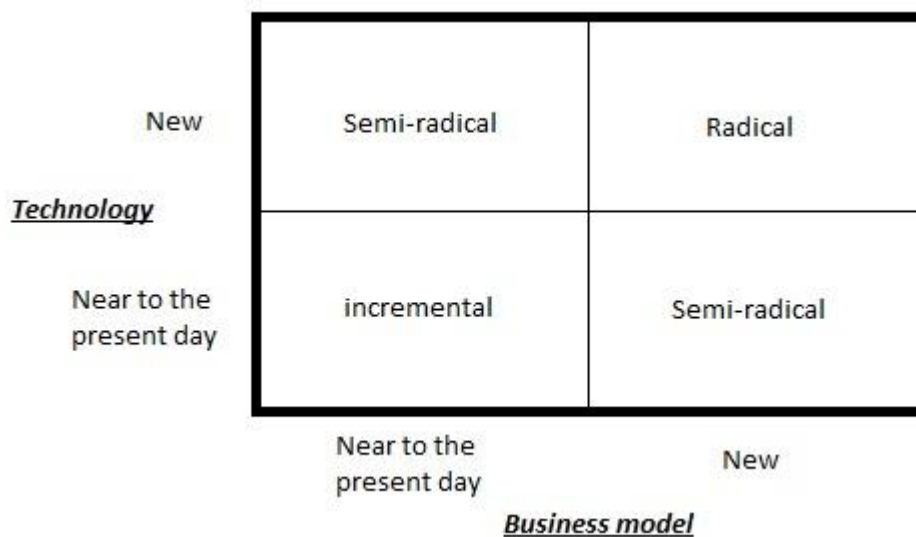 New
Semi-radical
Radical
Technology
Near to the
present day
incremental
Semi-radical
Near to the
present day
New
Business model